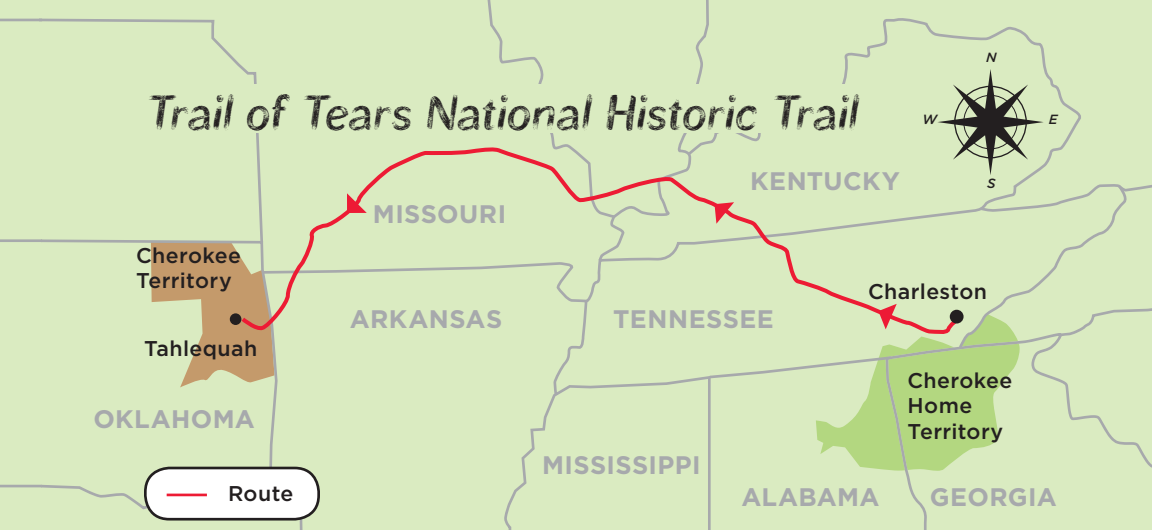 Trail of Tears National Historic Trail
N
W
E
S
KENTUCKY
MISSOURI
Cherokee
Territory
Charleston
ARKANSAS
TENNESSEE
Tahlequah
Cherokee
Home
Territory
OKLAHOMA
MISSISSIPPI
ALABAMA
GEORGIA
Route